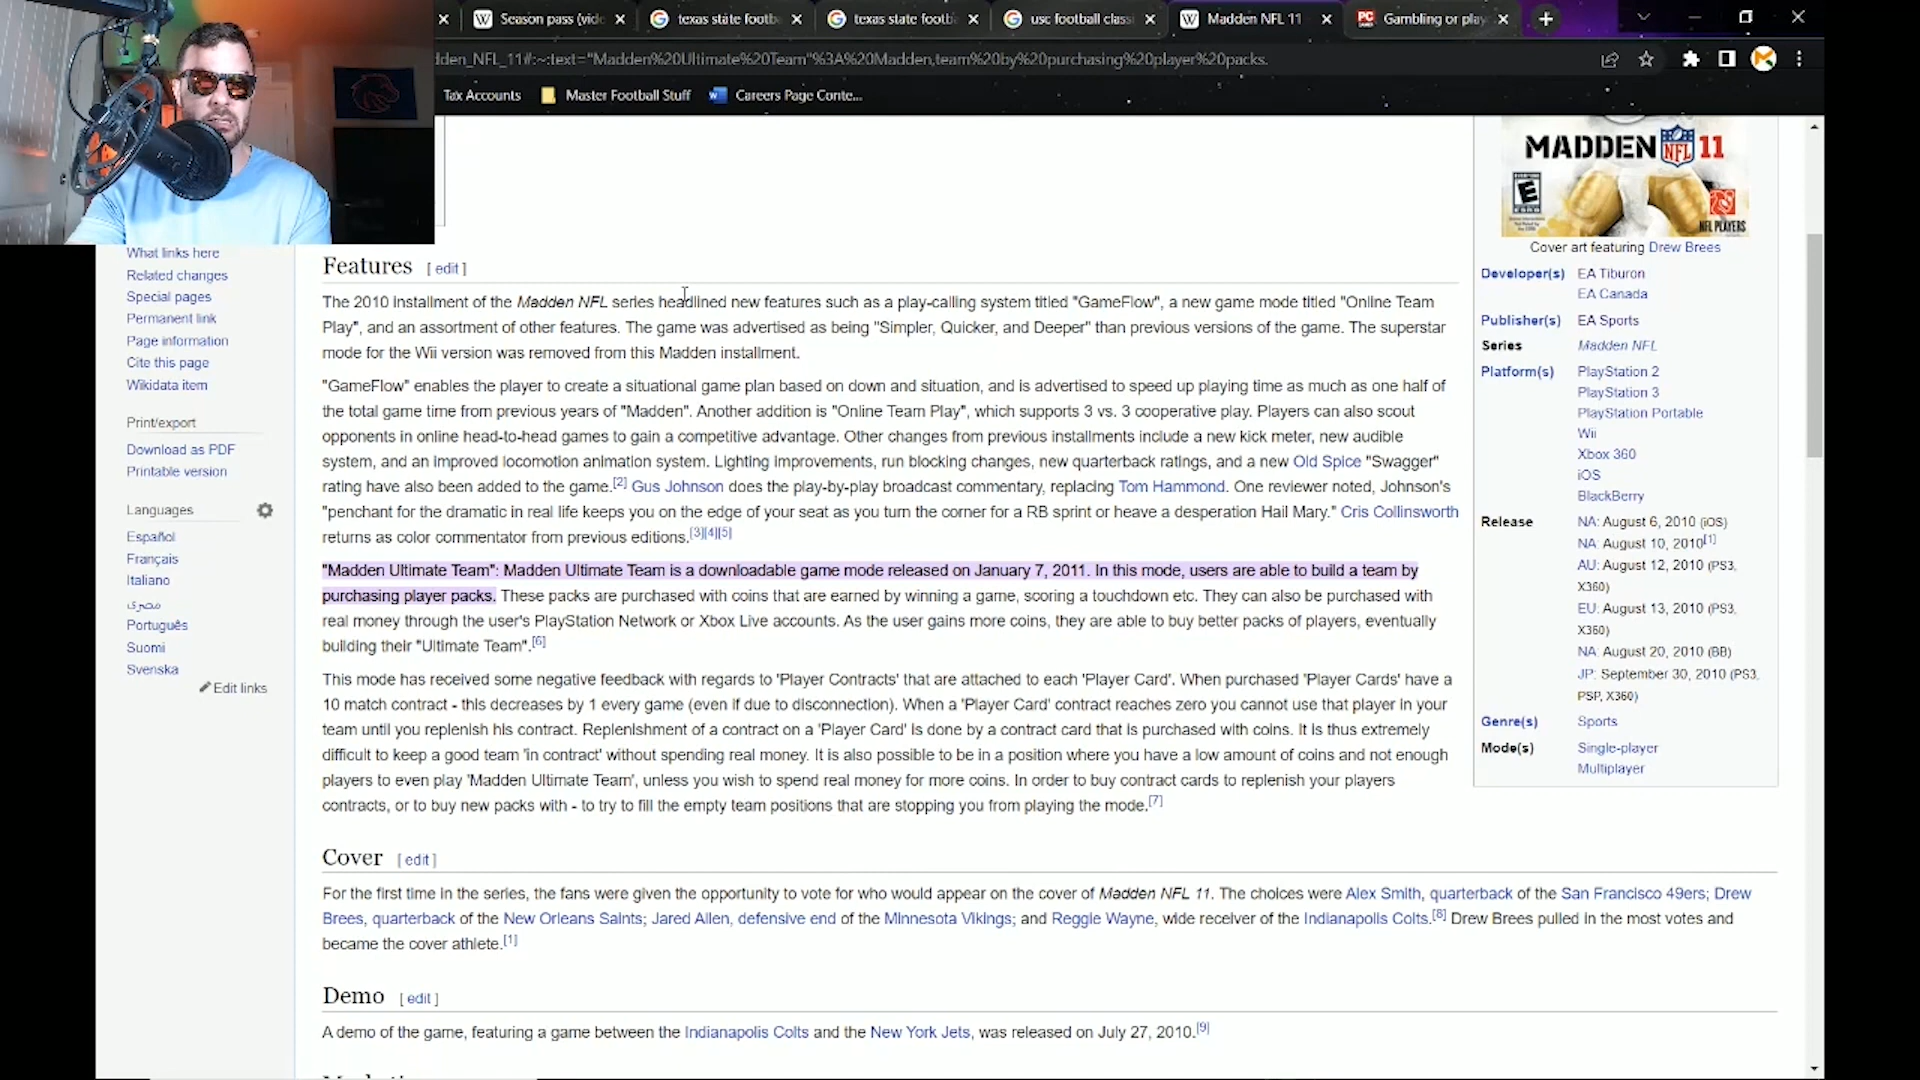 Season pass (vide
texas state footb
texas state footb
usc football class
Madden NFL 11 -
Gambling or play
dden_NFL_11#:~:text="Madden%20Ultimate%20Team"%3A%20Madden,team%20by%20purchasing%20player%20packs.
Tax Accounts
Master Football Stuff
Careers Page Conte...
What links here
Related changes
Special pages
Permanent link
Page information
Cite this page
Wikidata item
Print/export
Download as PDF
Printable version
Languages
Español
Français
Italiano
مصرى
Português
Suomi
Svenska
Edit links
Features [ edit ]
The 2010 installment of the Madden NFL series headlined new features such as a play-calling system titled "GameFlow", a new game mode titled "Online Team
Play", and an assortment of other features. The game was advertised as being "Simpler, Quicker, and Deeper" than previous versions of the game. The superstar
mode for the Wii version was removed from this Madden installment.
"GameFlow" enables the player to create a situational game plan based on down and situation, and is advertised to speed up playing time as much as one half of
the total game time from previous years of "Madden". Another addition is "Online Team Play", which supports 3 vs. 3 cooperative play. Players can also scout
opponents in online head-to-head games to gain a competitive advantage. Other changes from previous installments include a new kick meter, new audible
system, and an improved locomotion animation system. Lighting improvements, run blocking changes, new quarterback ratings, and a new Old Spice "Swagger"
rating have also been added to the game.[2] Gus Johnson does the play-by-play broadcast commentary, replacing Tom Hammond. One reviewer noted, Johnson's
"penchant for the dramatic in real life keeps you on the edge of your seat as you turn the corner for a RB sprint or heave a desperation Hail Mary." Cris Collinsworth
returns as color commentator from previous editions.[3][4][5]
"Madden Ultimate Team": Madden Ultimate Team is a downloadable game mode released on January 7, 2011. In this mode, users are able to build a team by
purchasing player packs. These packs are purchased with coins that are earned by winning a game, scoring a touchdown etc. They can also be purchased with
real money through the user's PlayStation Network or Xbox Live accounts. As the user gains more coins, they are able to buy better packs of players, eventually
building their "Ultimate Team".[6]
This mode has received some negative feedback with regards to 'Player Contracts' that are attached to each 'Player Card'. When purchased 'Player Cards' have a
10 match contract - this decreases by 1 every game (even if due to disconnection). When a 'Player Card' contract reaches zero you cannot use that player in your
team until you replenish his contract. Replenishment of a contract on a 'Player Card' is done by a contract card that is purchased with coins. It is thus extremely
difficult to keep a good team 'in contract' without spending real money. It is also possible to be in a position where you have a low amount of coins and not enough
players to even play 'Madden Ultimate Team', unless you wish to spend real money for more coins. In order to buy contract cards to replenish your players
contracts, or to buy new packs with - to try to fill the empty team positions that are stopping you from playing the mode.[7]
Cover [ edit ]
For the first time in the series, the fans were given the opportunity to vote for who would appear on the cover of Madden NFL 11. The choices were Alex Smith, quarterback of the San Francisco 49ers; Drew
Brees, quarterback of the New Orleans Saints; Jared Allen, defensive end of the Minnesota Vikings; and Reggie Wayne, wide receiver of the Indianapolis Colts.[8] Drew Brees pulled in the most votes and
became the cover athlete.[1]
Demo [ edit ]
A demo of the game, featuring a game between the Indianapolis Colts and the New York Jets, was released on July 27, 2010.[9]
MADDEN NFL 11
E
NFL PLAYERS
Cover art featuring Drew Brees
Developer(s) EA Tiburon
EA Canada
Publisher(s) EA Sports
Series Madden NFL
Platform(s) PlayStation 2
PlayStation 3
PlayStation Portable
Wii
Xbox 360
iOS
BlackBerry
Release NA: August 6, 2010 (iOS)
NA: August 10, 2010[1]
AU: August 12, 2010 (PS3,
X360)
EU: August 13, 2010 (PS3,
X360)
NA: August 20, 2010 (BB)
JP: September 30, 2010 (PS3,
PSP, X360)
Genre(s) Sports
Mode(s) Single-player
Multiplayer